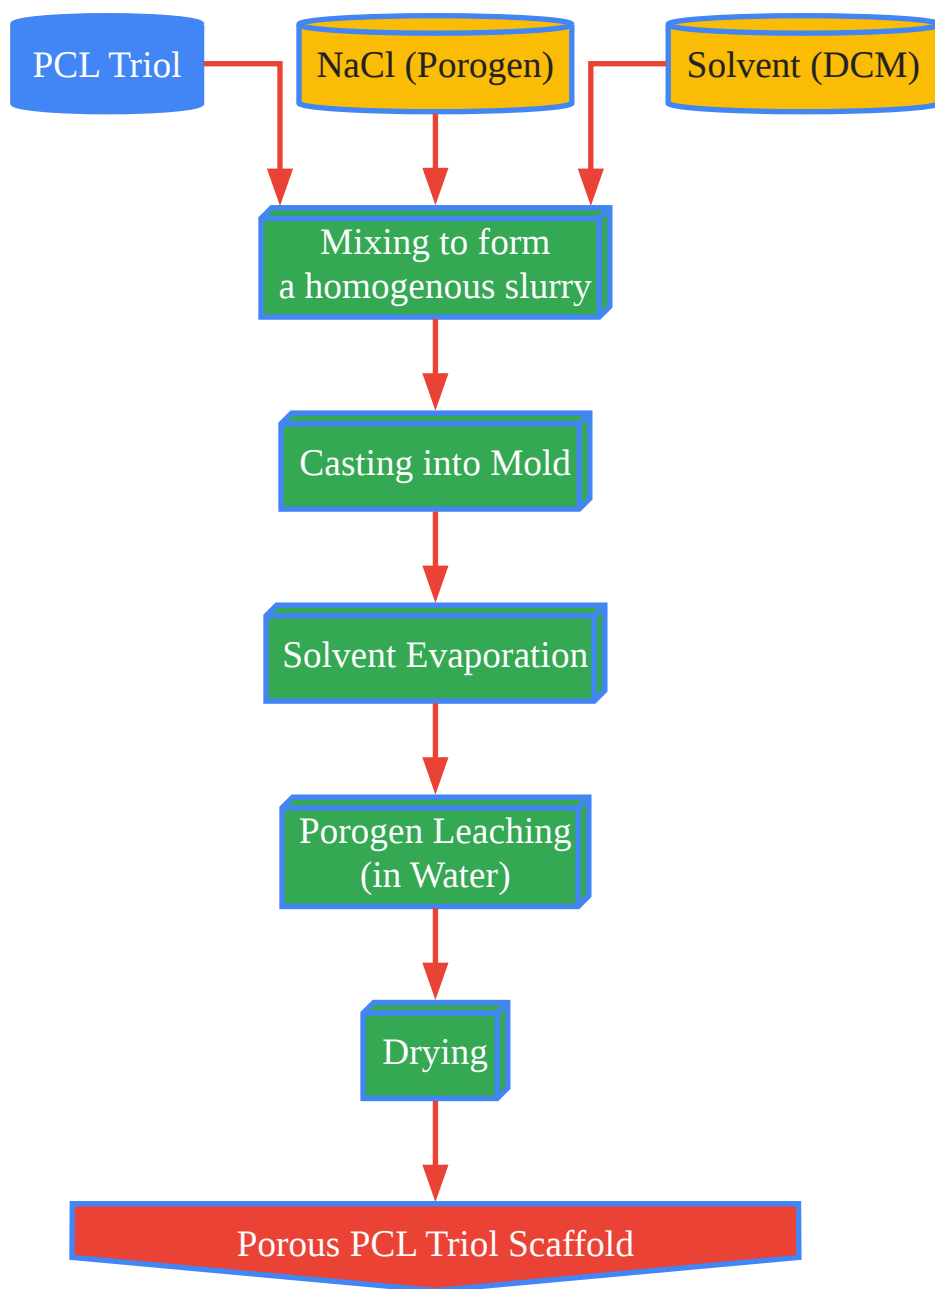 PCL Triol
NaCl (Porogen)
Solvent (DCM)
Mixing to form
a homogenous slurry
Casting into Mold
Solvent Evaporation
Porogen Leaching
(in Water)
Drying
Porous PCL Triol Scaffold